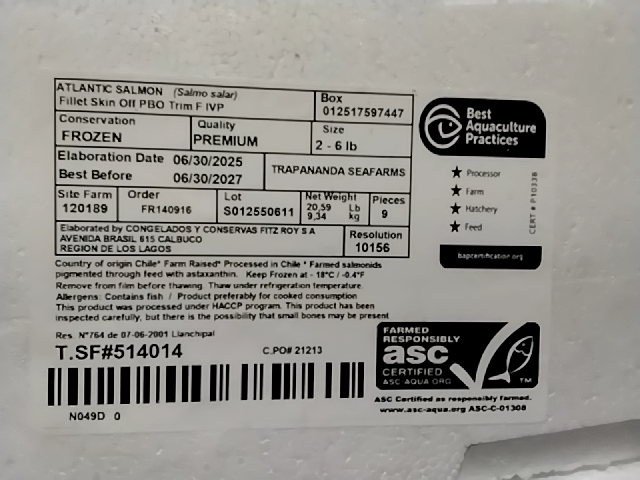 ATLANTIC SALMON (Salmo salar)
Fillet Skin Off PBO Trim F IVP
Box
012517597447
Conservation
FROZEN
Quality
PREMIUM
Size
2 - 6 lb
Elaboration Date 06/30/2025
Best Before 06/30/2027
TRAPANANDA SEAFARMS
Site Farm
120189
Order
FR140916
Lot
S012550611
Net Weight
20,59 Lb
9,34 kg
Pieces
9
Elaborated by CONGELADOS Y CONSERVAS FITZ ROY S A
AVENIDA BRASIL 615 CALBUCO
REGION DE LOS LAGOS
Resolution
10156
Country of origin Chile* Farm Raised* Processed in Chile * Farmed salmonids
pigmented through feed with astaxanthin. Keep Frozen at - 18°C / -0.4°F
Remove from film before thawing. Thaw under refrigeration temperature.
Allergens: Contains fish / Product preferably for cooked consumption
This product was processed under HACCP program. This product has been
inspected carefully, but there is the possibility that small bones may be present
Res. N°764 de 07-06-2001 Llanchipal
T.SF#514014
C.PO# 21213
N049D 0
Best
Aquaculture
Practices
★ Processor
★ Farm
★ Hatchery
★ Feed
CERT # P10338
bapcertification.org
FARMED
RESPONSIBLY
asc
CERTIFIED
ASC-AQUA.ORG
TM
ASC Certified as responsibly farmed.
www.asc-aqua.org ASC-C-01308